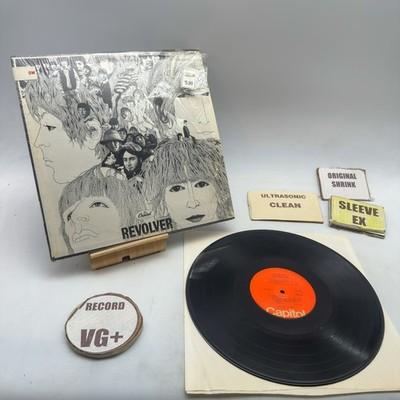 Capitol
REVOLVER
ULTRASONIC
CLEAN
ORIGINAL
SHRINK
SLEEVE
EX
RECORD
VG+
Capitol